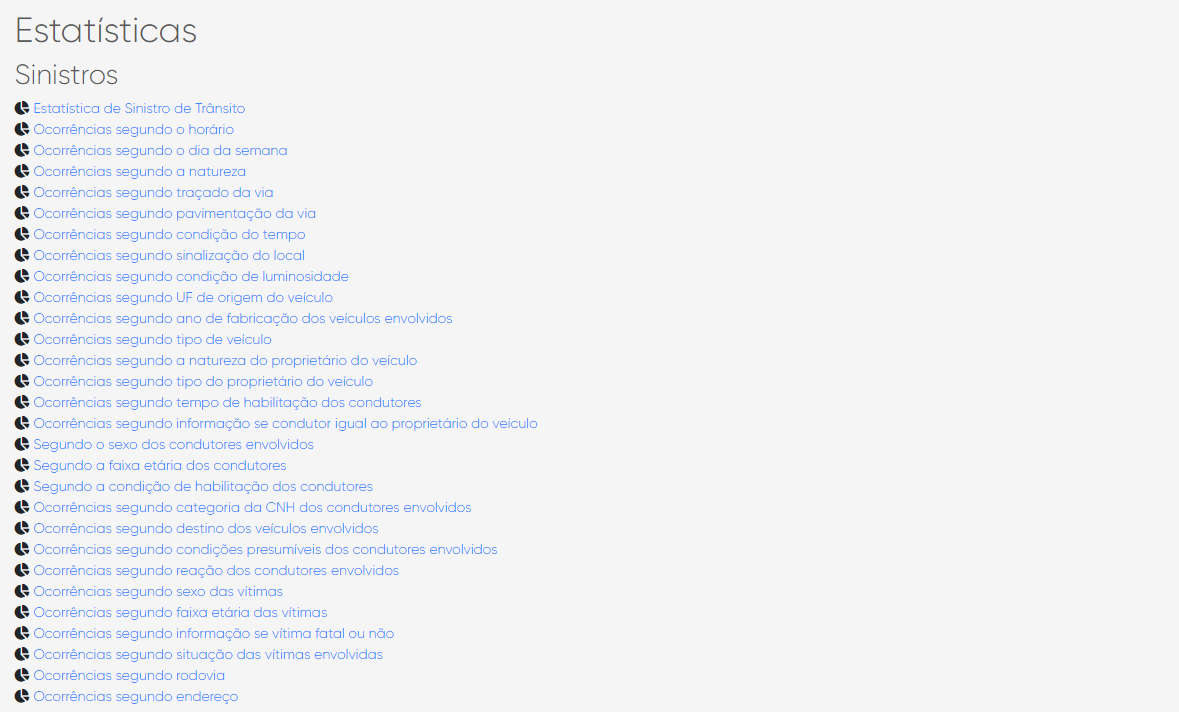 Estatísticas
Sinistros
Estatística de Sinistro de Trânsito
Ocorrências segundo o horário
Ocorrências segundo o dia da semana
Ocorrências segundo a natureza
Ocorrências segundo traçado da via
Ocorrências segundo pavimentação da via
Ocorrências segundo condição do tempo
Ocorrências segundo sinalização do local
Ocorrências segundo condição de luminosidade
Ocorrências segundo UF de origem do veículo
Ocorrências segundo ano de fabricação dos veículos envolvidos
Ocorrências segundo tipo de veículo
Ocorrências segundo a natureza do proprietário do veículo
Ocorrências segundo tipo do proprietário do veículo
Ocorrências segundo tempo de habilitação dos condutores
Ocorrências segundo informação se condutor igual ao proprietário do veículo
Segundo o sexo dos condutores envolvidos
Segundo a faixa etária dos condutores
Segundo a condição de habilitação dos condutores
Ocorrências segundo categoria da CNH dos condutores envolvidos
Ocorrências segundo destino dos veículos envolvidos
Ocorrências segundo condições presumíveis dos condutores envolvidos
Ocorrências segundo reação dos condutores envolvidos
Ocorrências segundo sexo das vítimas
Ocorrências segundo faixa etária das vítimas
Ocorrências segundo informação se vítima fatal ou não
Ocorrências segundo situação das vítimas envolvidas
Ocorrências segundo rodovia
Ocorrências segundo endereço